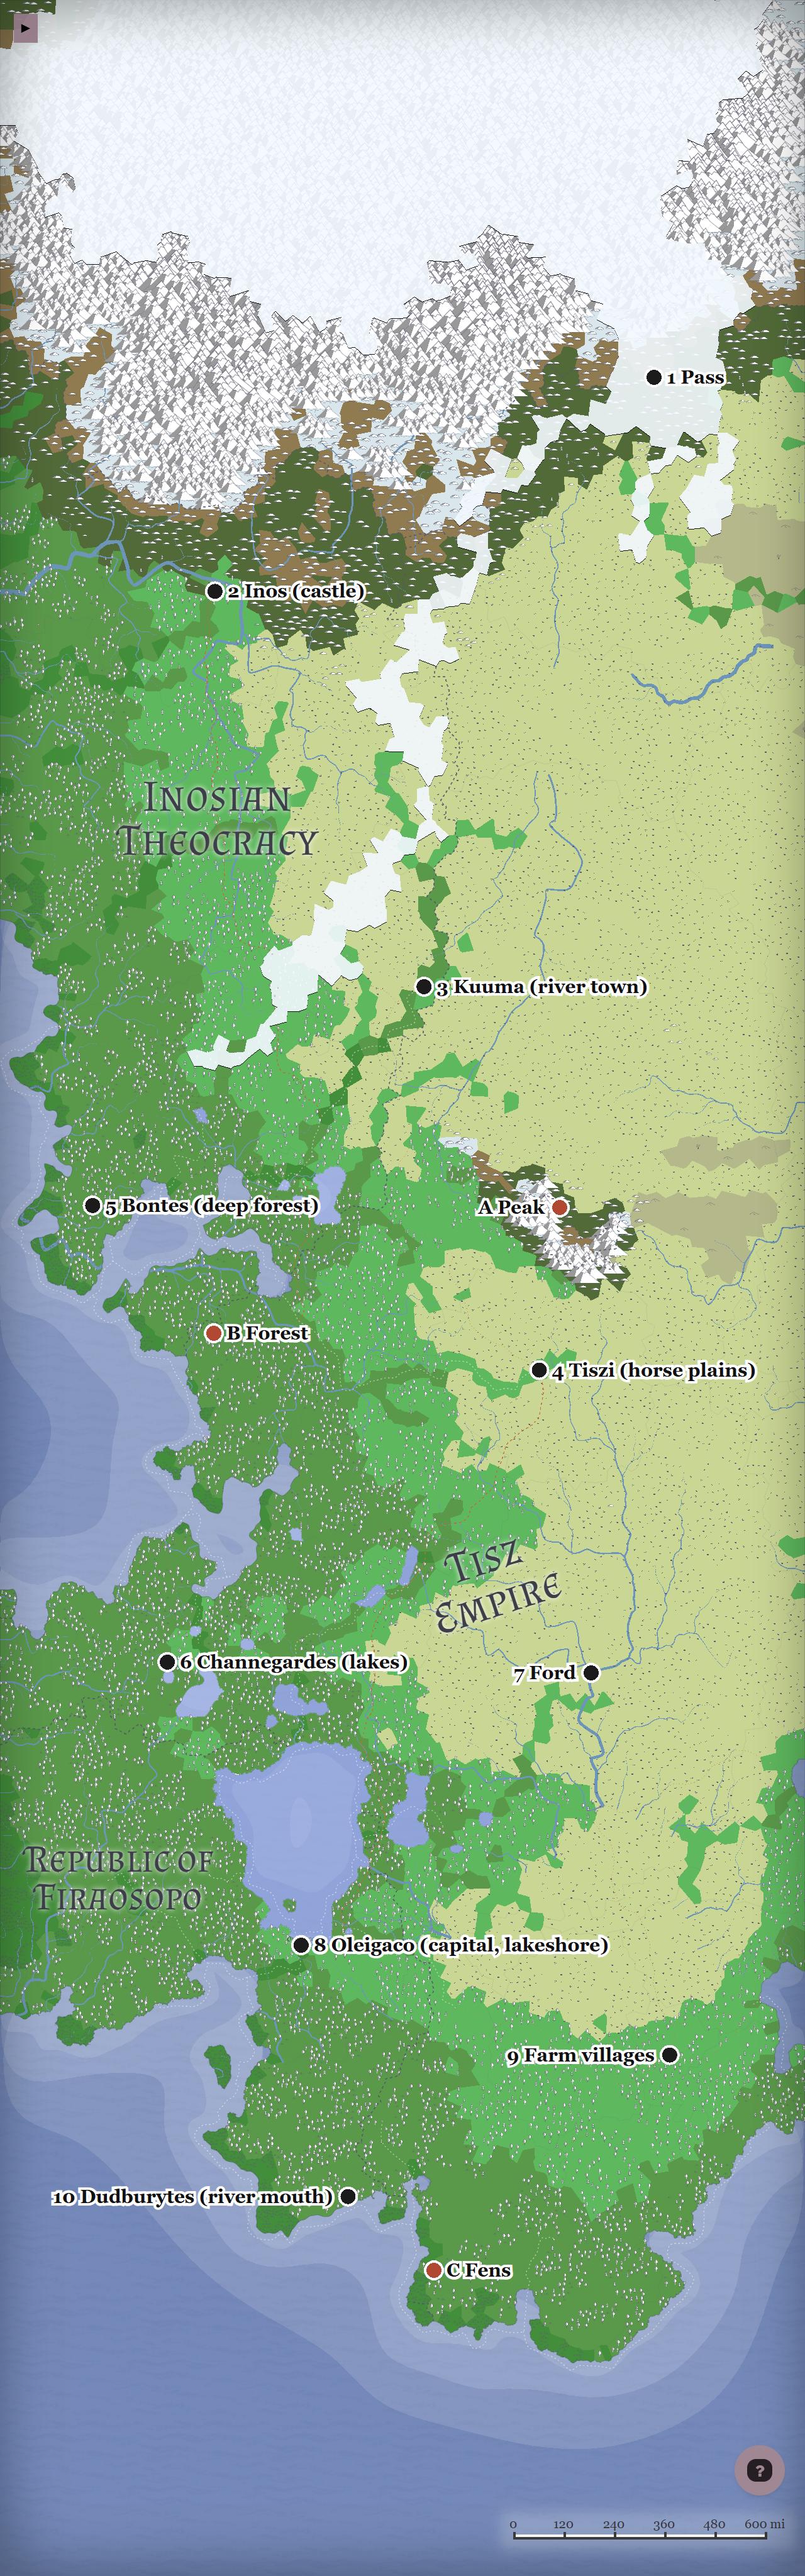 1 Pass
2 Inos (castle)
INOSIAN
THEOCRACY
3 Kuuma (river town)
5 Bontes (deep forest)
A Peak
B Forest
4 Tiszi (horse plains)
TISZ
EMPIRE
6 Channegardes (lakes)
7 Ford
REPUBLIC OF
FIRAOSOPO
8 Oleigaco (capital, lakeshore)
9 Farm villages
10 Dudburytes (river mouth)
C Fens
?
0 120 240 360 480 600 mi